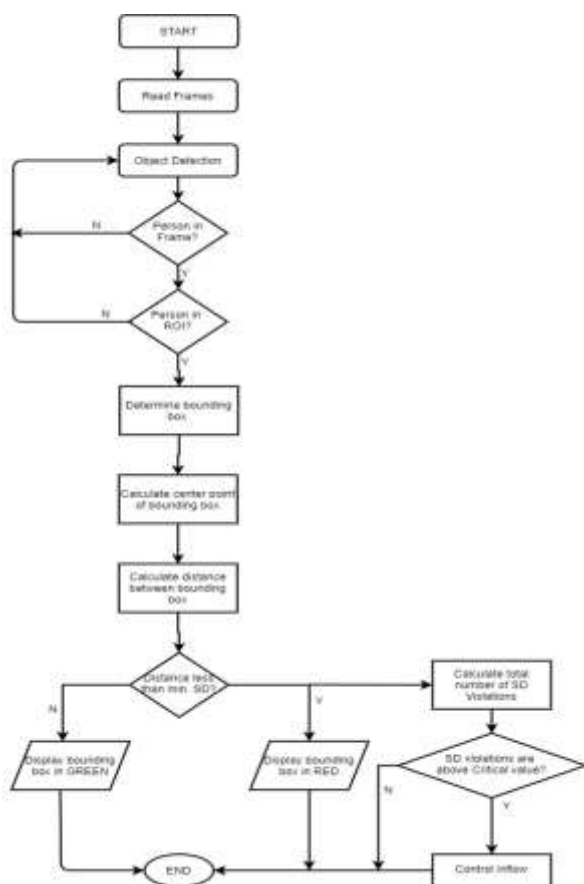 START
Read Frames
Object Detection
Person in
Frame?
N
Y
Person in
ROI?
N
Y
Determine bounding
box
Calculate center point
of bounding box
Calculate distance
between bounding
box
Distance less
than min. SD?
N
Y
Calculate total
number of SD
Violations
Display bounding
box in GREEN
Display bounding
box in RED
SD violations are
above Critical value?
N
Y
END
Control inflow